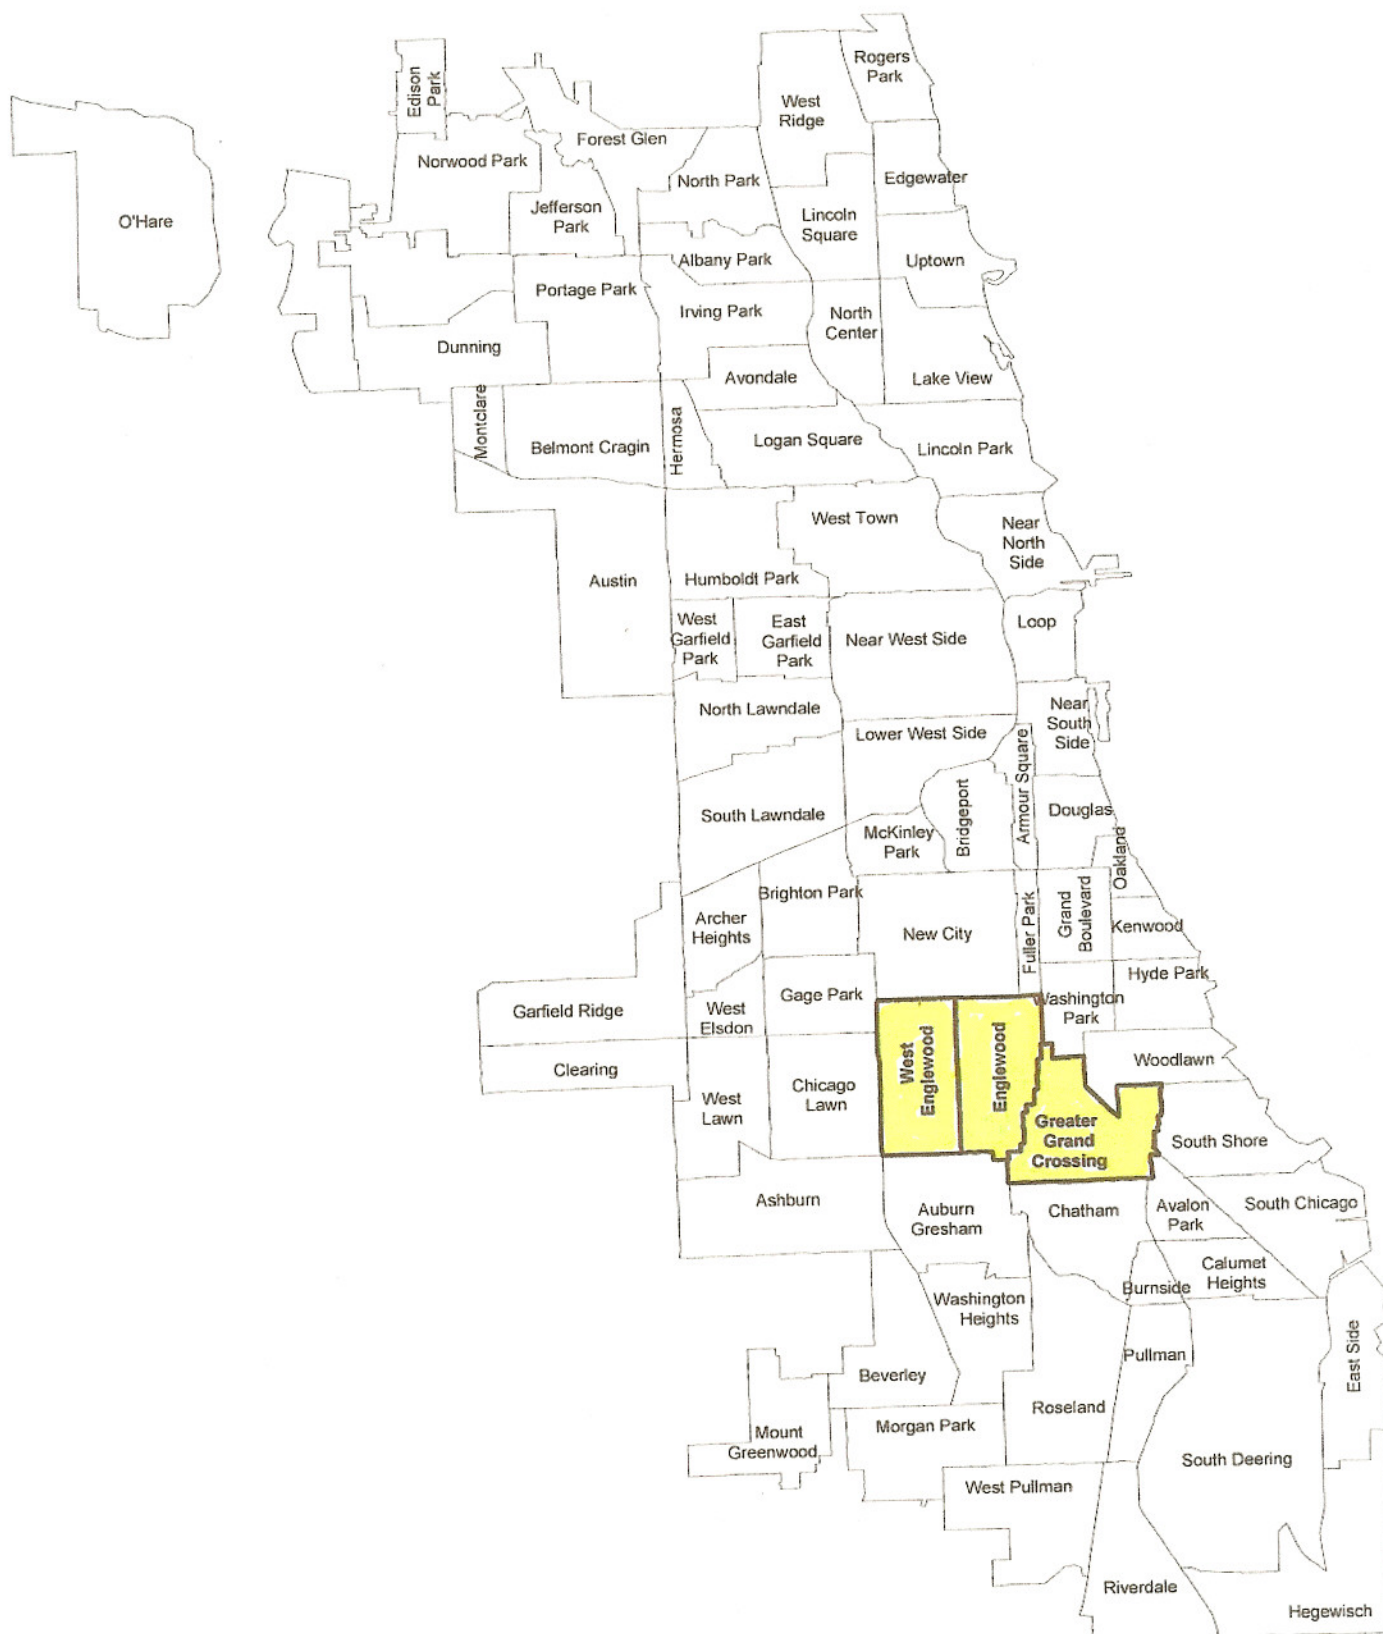 Rogers
Park
Edison
Park
West
Ridge
Forest Glen
Norwood Park
North Park
Edgewater
O'Hare
Jefferson
Park
Lincoln
Square
Albany Park
Uptown
Portage Park
Irving Park
North
Center
Dunning
Avondale
Lake View
Montclare
Belmont Cragin
Hermosa
Logan Square
Lincoln Park
West Town
Near
North
Side
Austin
Humboldt Park
West
Garfield
Park
East
Garfield
Park
Near West Side
Loop
North Lawndale
Near
South
Side
Lower West Side
Armour Square
South Lawndale
McKinley
Park
Bridgeport
Douglas
Oakland
Brighton Park
Archer
Heights
New City
Fuller Park
Grand
Boulevard
Kenwood
Hyde Park
Garfield Ridge
West
Elsdon
Gage Park
Washington
Park
Clearing
West
Lawn
Chicago
Lawn
West
Englewood
Englewood
Woodlawn
Greater
Grand
Crossing
South Shore
Ashburn
Auburn
Gresham
Chatham
Avalon
Park
South Chicago
Washington
Heights
Burnside
Calumet
Heights
Beverley
Pullman
East Side
Mount
Greenwood
Morgan Park
Roseland
South Deering
West Pullman
Riverdale
Hegewisch